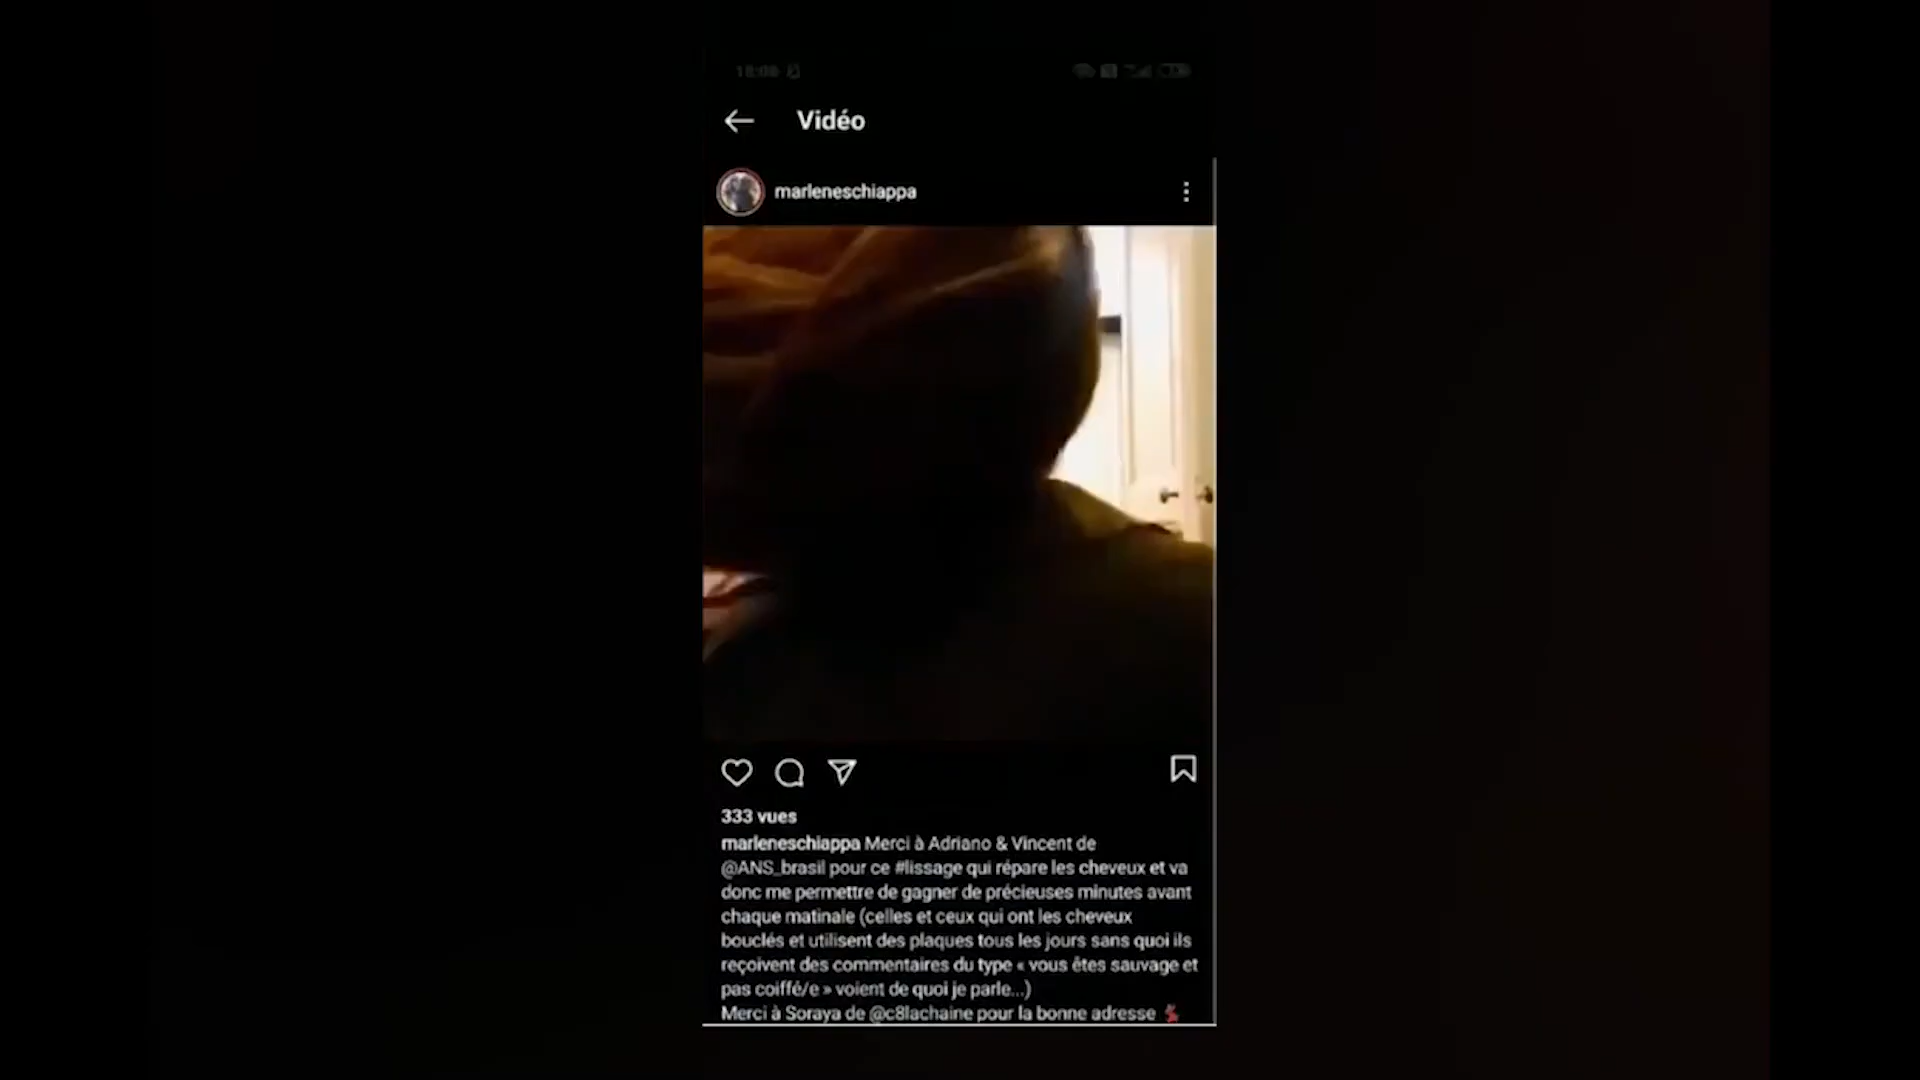 18:08
Vidéo
marleneschiappa
333 vues
marleneschiappa Merci à Adriano & Vincent de
@ANS_brasil pour ce #lissage qui répare les cheveux et va
donc me permettre de gagner de précieuses minutes avant
chaque matinale (celles et ceux qui ont les cheveux
bouclés et utilisent des plaques tous les jours sans quoi ils
reçoivent des commentaires du type « vous êtes sauvage et
pas coiffé/e » voient de quoi je parle...)
Merci à Soraya de @c8lachaine pour la bonne adresse 💃